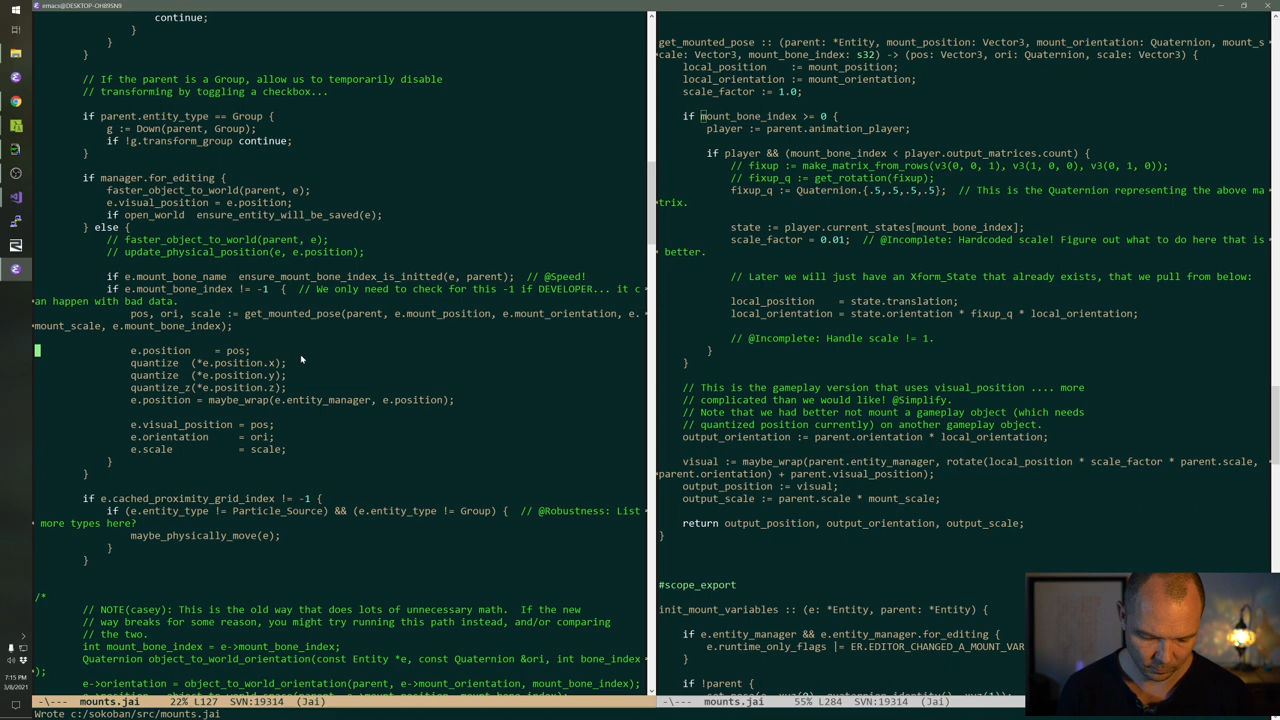 emacs@DESKTOP-OH89SN9
continue;
}
}
}
// If the parent is a Group, allow us to temporarily disable
// transforming by toggling a checkbox...
if parent.entity_type == Group {
g := Down(parent, Group);
if !g.transform_group continue;
}
if manager.for_editing {
faster_object_to_world(parent, e);
e.visual_position = e.position;
if open_world  ensure_entity_will_be_saved(e);
} else {
// faster_object_to_world(parent, e);
// update_physical_position(e, e.position);
if e.mount_bone_name  ensure_mount_bone_index_is_initted(e, parent);  // @Speed!
if e.mount_bone_index != -1  {  // We only need to check for this -1 if DEVELOPER... it c
an happen with bad data.
pos, ori, scale := get_mounted_pose(parent, e.mount_position, e.mount_orientation, e.
mount_scale, e.mount_bone_index);
e.position    = pos;
quantize  (*e.position.x);
quantize  (*e.position.y);
quantize_z(*e.position.z);
e.position = maybe_wrap(e.entity_manager, e.position);
e.visual_position = pos;
e.orientation     = ori;
e.scale           = scale;
}
}
if e.cached_proximity_grid_index != -1 {
if (e.entity_type != Particle_Source) && (e.entity_type != Group) {  // @Robustness: List
more types here?
maybe_physically_move(e);
}
}
/*
// NOTE(casey): This is the old way that does lots of unnecessary math.  If the new
// way breaks for some reason, you might try running this path instead, and/or comparing
// the two.
int mount_bone_index = e->mount_bone_index;
Quaternion object_to_world_orientation(const Entity *e, const Quaternion &ori, int bone_index
);
e->orientation = object_to_world_orientation(parent, e->mount_orientation, mount_bone_index);
-\---  mounts.jai     22% L127   SVN:19314  (Jai)
Wrote c:/sokoban/src/mounts.jai
get_mounted_pose :: (parent: *Entity, mount_position: Vector3, mount_orientation: Quaternion, mount_s
cale: Vector3, mount_bone_index: s32) -> (pos: Vector3, ori: Quaternion, scale: Vector3) {
local_position    := mount_position;
local_orientation := mount_orientation;
scale_factor := 1.0;
if mount_bone_index >= 0 {
player := parent.animation_player;
if player && (mount_bone_index < player.output_matrices.count) {
// fixup := make_matrix_from_rows(v3(0, 0, 1), v3(1, 0, 0), v3(0, 1, 0));
// fixup_q := get_rotation(fixup);
fixup_q := Quaternion.{.5,.5,.5,.5};  // This is the Quaternion representing the above ma
trix.
state := player.current_states[mount_bone_index];
scale_factor = 0.01;  // @Incomplete: Hardcoded scale! Figure out what to do here that is
better.
// Later we will just have an Xform_State that already exists, that we pull from below:
local_position    = state.translation;
local_orientation = state.orientation * fixup_q * local_orientation;
// @Incomplete: Handle scale != 1.
}
}
// This is the gameplay version that uses visual_position .... more
// complicated than we would like! @Simplify.
// Note that we had better not mount a gameplay object (which needs
// quantized position currently) on another gameplay object.
output_orientation := parent.orientation * local_orientation;
visual := maybe_wrap(parent.entity_manager, rotate(local_position * scale_factor * parent.scale,
parent.orientation) + parent.visual_position);
output_position := visual;
output_scale := parent.scale * mount_scale;
return output_position, output_orientation, output_scale;
}
#scope_export
init_mount_variables :: (e: *Entity, parent: *Entity) {
if e.entity_manager && e.entity_manager.for_editing {
e.runtime_only_flags |= ER.EDITOR_CHANGED_A_MOUNT_VAR
}
if !parent {
-\---  mounts.jai     55% L284   SVN:19314  (Jai)
7:15 PM
3/8/2021